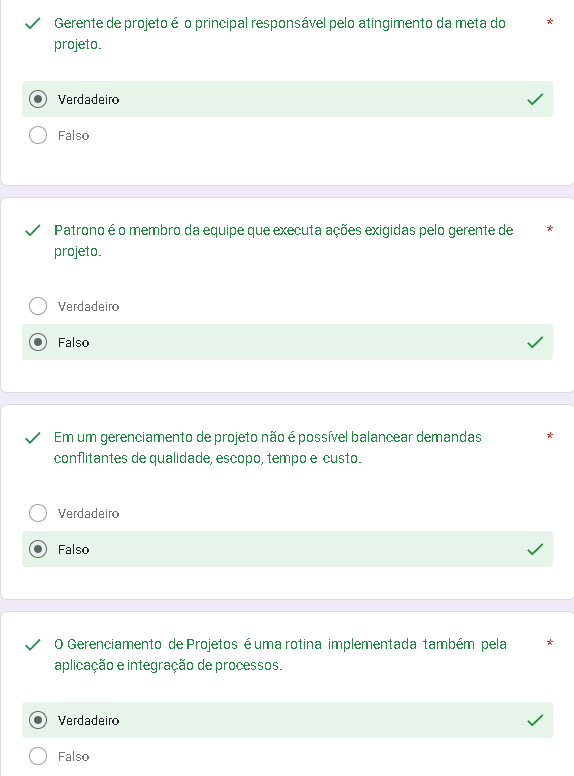 Gerente de projeto é o principal responsável pelo atingimento da meta do *
projeto.
Verdadeiro
Falso
Patrono é o membro da equipe que executa ações exigidas pelo gerente de *
projeto.
Verdadeiro
Falso
Em um gerenciamento de projeto não é possível balancear demandas *
conflitantes de qualidade, escopo, tempo e custo.
Verdadeiro
Falso
O Gerenciamento de Projetos é uma rotina implementada também pela *
aplicação e integração de processos.
Verdadeiro
Falso